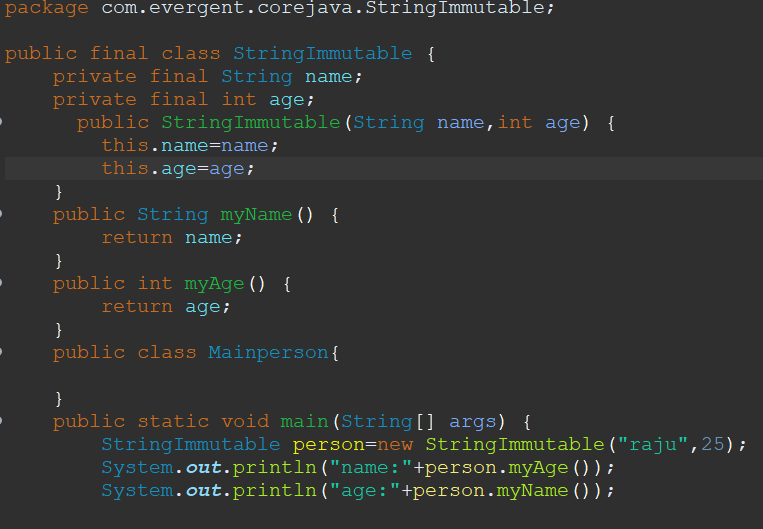 package com.evergent.corejava.StringImmutable;
public final class StringImmutable {
private final String name;
private final int age;
public StringImmutable(String name,int age) {
this.name=name;
this.age=age;
}
public String myName() {
return name;
}
public int myAge() {
return age;
}
public class Mainperson{
}
public static void main(String[] args) {
StringImmutable person=new StringImmutable("raju",25);
System.out.println("name:"+person.myAge());
System.out.println("age:"+person.myName());